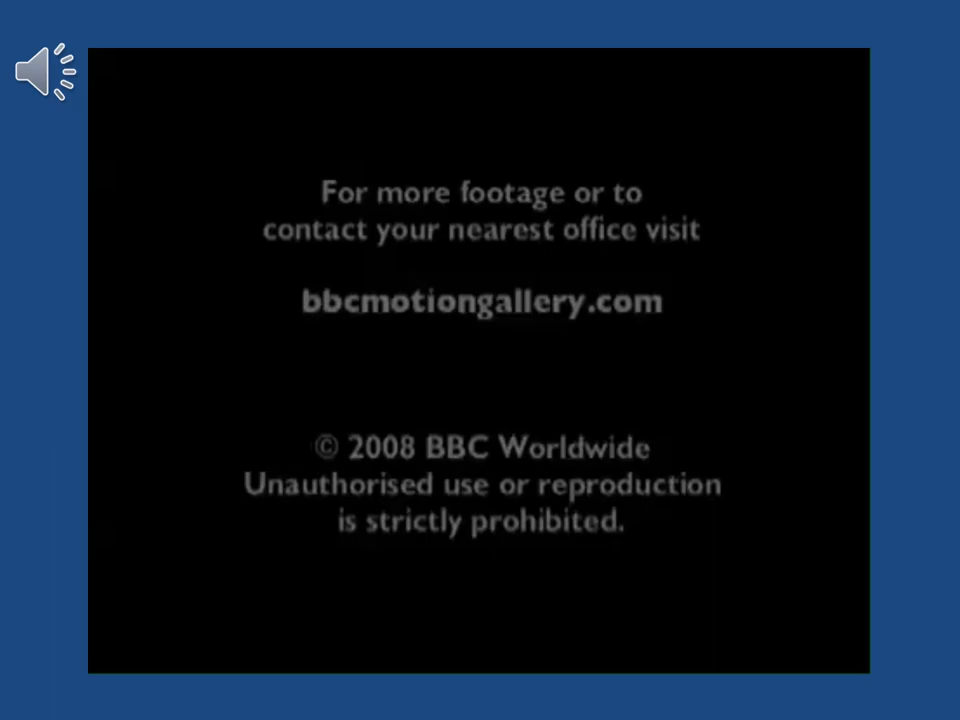 For more footage or to
contact your nearest office visit
bbcmotiongallery.com
© 2008 BBC Worldwide
Unauthorised use or reproduction
is strictly prohibited.